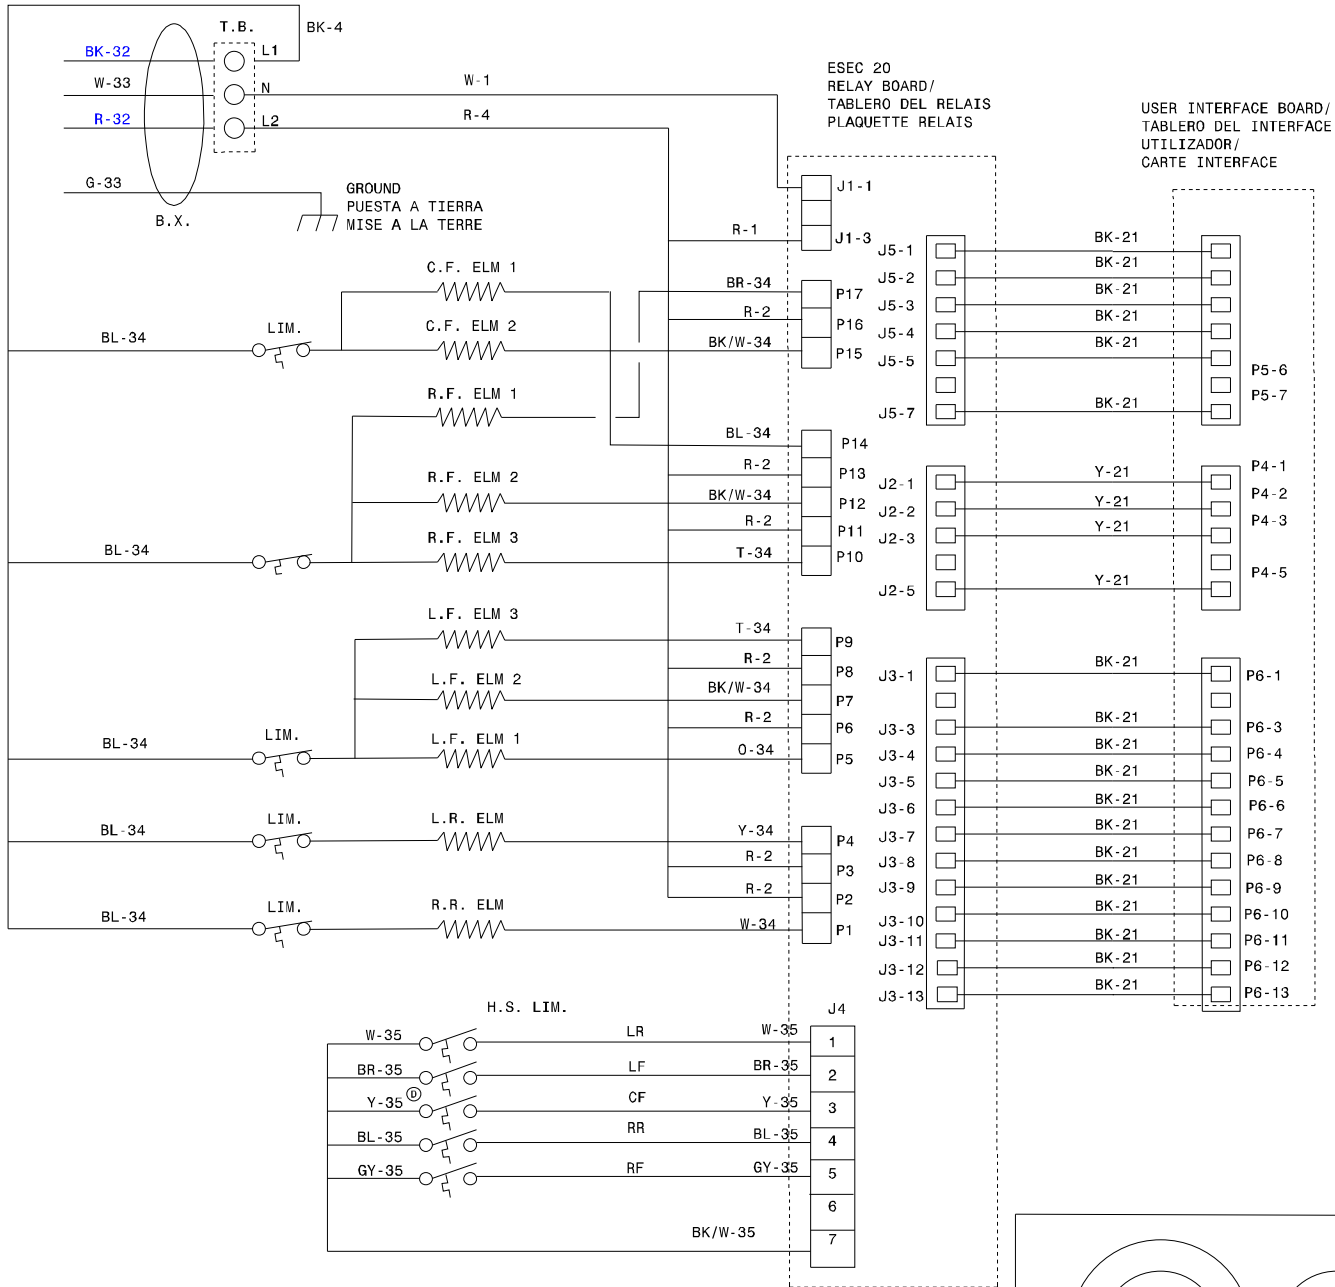 T.B.
BK-4
BK-32
L1
W-33
N
W-1
R-32
L2
R-4
G-33
B.X.
GROUND
PUESTA A TIERRA
MISE A LA TERRE
ESEC 20
RELAY BOARD/
TABLERO DEL RELAIS
PLAQUETTE RELAIS
USER INTERFACE BOARD/
TABLERO DEL INTERFACE
UTILIZADOR/
CARTE INTERFACE
J1-1
R-1
J1-3
C.F. ELM 1
BR-34
P17
R-2
P16
BL-34
LIM.
C.F. ELM 2
BK/W-34
P15
R.F. ELM 1
BL-34
P14
R-2
P13
R.F. ELM 2
BK/W-34
P12
R-2
P11
BL-34
R.F. ELM 3
T-34
P10
L.F. ELM 3
T-34
P9
R-2
P8
L.F. ELM 2
BK/W-34
P7
R-2
P6
BL-34
LIM.
L.F. ELM 1
O-34
P5
BL-34
LIM.
L.R. ELM
Y-34
P4
R-2
P3
R-2
P2
BL-34
LIM.
R.R. ELM
W-34
P1
J5-1
BK-21
J5-2
BK-21
J5-3
BK-21
J5-4
BK-21
J5-5
BK-21
P5-6
P5-7
J5-7
BK-21
J2-1
Y-21
P4-1
J2-2
Y-21
P4-2
J2-3
Y-21
P4-3
J2-5
Y-21
P4-5
J3-1
BK-21
P6-1
J3-3
BK-21
P6-3
J3-4
BK-21
P6-4
J3-5
BK-21
P6-5
J3-6
BK-21
P6-6
J3-7
BK-21
P6-7
J3-8
BK-21
P6-8
J3-9
BK-21
P6-9
J3-10
BK-21
P6-10
J3-11
BK-21
P6-11
J3-12
BK-21
P6-12
J3-13
BK-21
P6-13
H.S. LIM.
J4
W-35
LR
W-35
1
BR-35
LF
BR-35
2
Y-35
D
CF
Y-35
3
BL-35
RR
BL-35
4
GY-35
RF
GY-35
5
6
BK/W-35
7